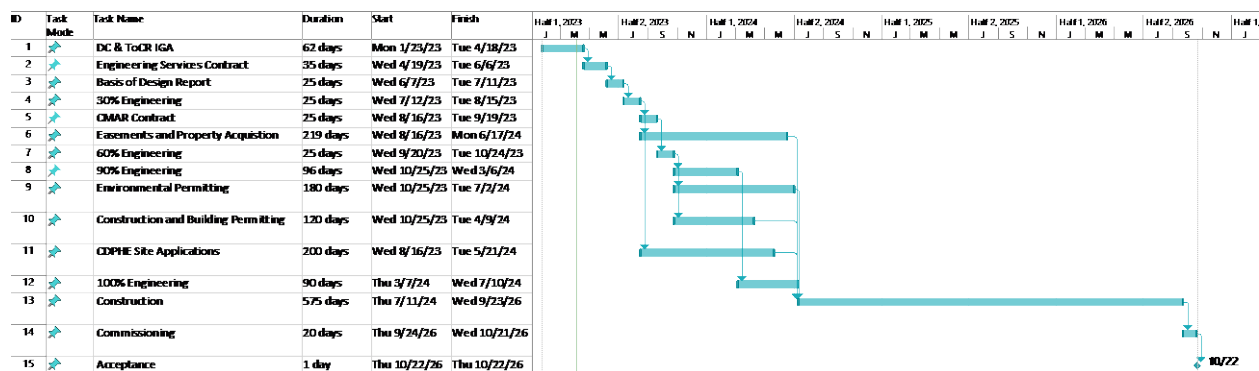 ID Task Mode Task Name Duration Start Finish
Half 1, 2023 Half 2, 2023 Half 1, 2024 Half 2, 2024 Half 1, 2025 Half 2, 2025 Half 1, 2026 Half 2, 2026 Half 1,
J M J S N J M M J S N J M M J S N J M M J S N J
1 DC & ToCR IGA 62 days Mon 1/23/23 Tue 4/18/23
2 Engineering Services Contract 35 days Wed 4/19/23 Tue 6/6/23
3 Basis of Design Report 25 days Wed 6/7/23 Tue 7/11/23
4 30% Engineering 25 days Wed 7/12/23 Tue 8/15/23
5 CMAR Contract 25 days Wed 8/16/23 Tue 9/19/23
6 Easements and Property Acquistion 219 days Wed 8/16/23 Mon 6/17/24
7 60% Engineering 25 days Wed 9/20/23 Tue 10/24/23
8 90% Engineering 96 days Wed 10/25/23 Wed 3/6/24
9 Environmental Permitting 180 days Wed 10/25/23 Tue 7/2/24
10 Construction and Building Permitting 120 days Wed 10/25/23 Tue 4/9/24
11 CDPHE Site Applications 200 days Wed 8/16/23 Tue 5/21/24
12 100% Engineering 90 days Thu 3/7/24 Wed 7/10/24
13 Construction 575 days Thu 7/11/24 Wed 9/23/26
14 Commissioning 20 days Thu 9/24/26 Wed 10/21/26
15 Acceptance 1 day Thu 10/22/26 Thu 10/22/26 10/22